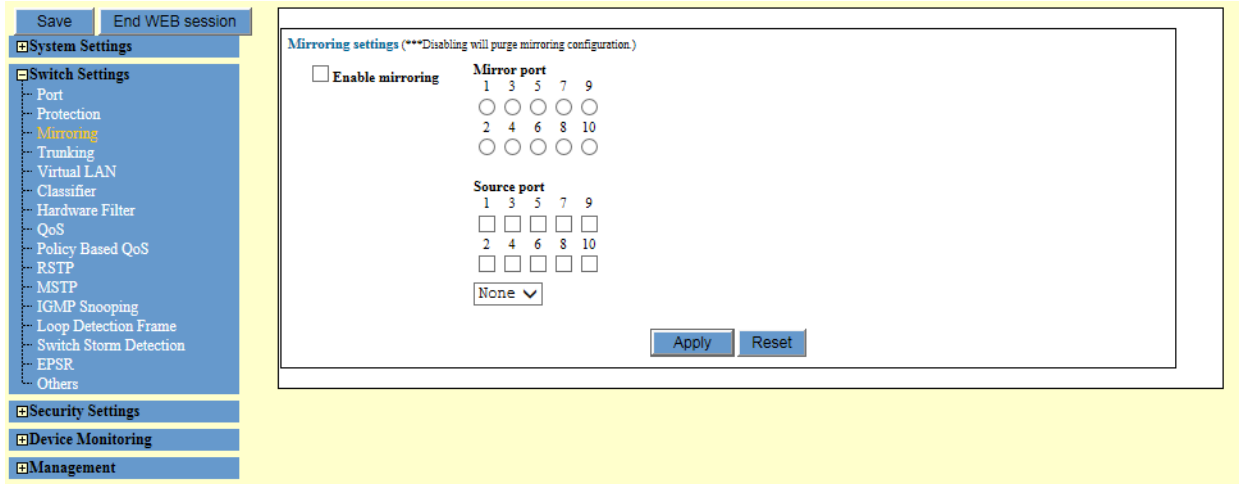 Save
End WEB session
System Settings
Switch Settings
Port
Protection
Mirroring
Trunking
Virtual LAN
Classifier
Hardware Filter
QoS
Policy Based QoS
RSTP
MSTP
IGMP Snooping
Loop Detection Frame
Switch Storm Detection
EPSR
Others
Security Settings
Device Monitoring
Management
Mirroring settings (***Disabling will purge mirroring configuration.)
Enable mirroring
Mirror port
1 3 5 7 9
2 4 6 8 10
Source port
1 3 5 7 9
2 4 6 8 10
None
Apply
Reset